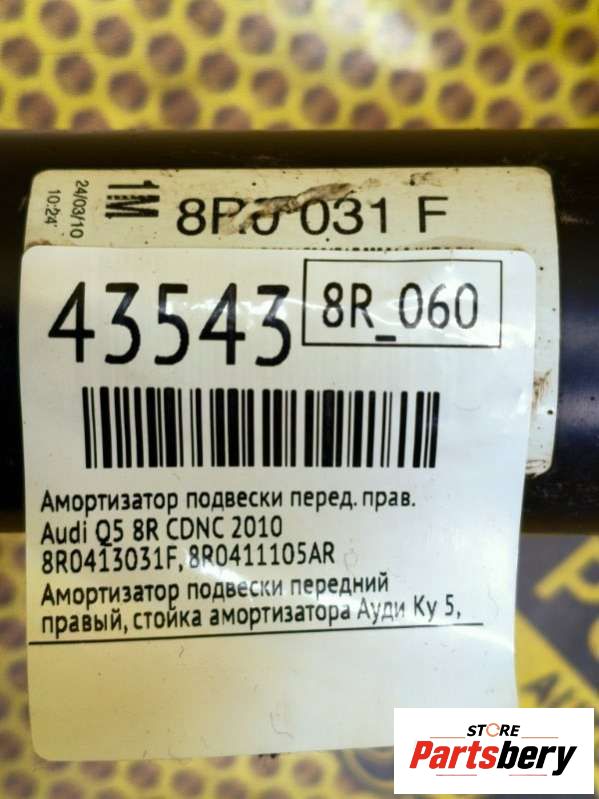 24/03/10
10:24
1M
8R0 031 F
43543
8R_060
Амортизатор подвески перед. прав.
Audi Q5 8R CDNC 2010
8R0413031F, 8R0411105AR
Амортизатор подвески передний
правый, стойка амортизатора Ауди Ку 5,
STORE
Partsbery